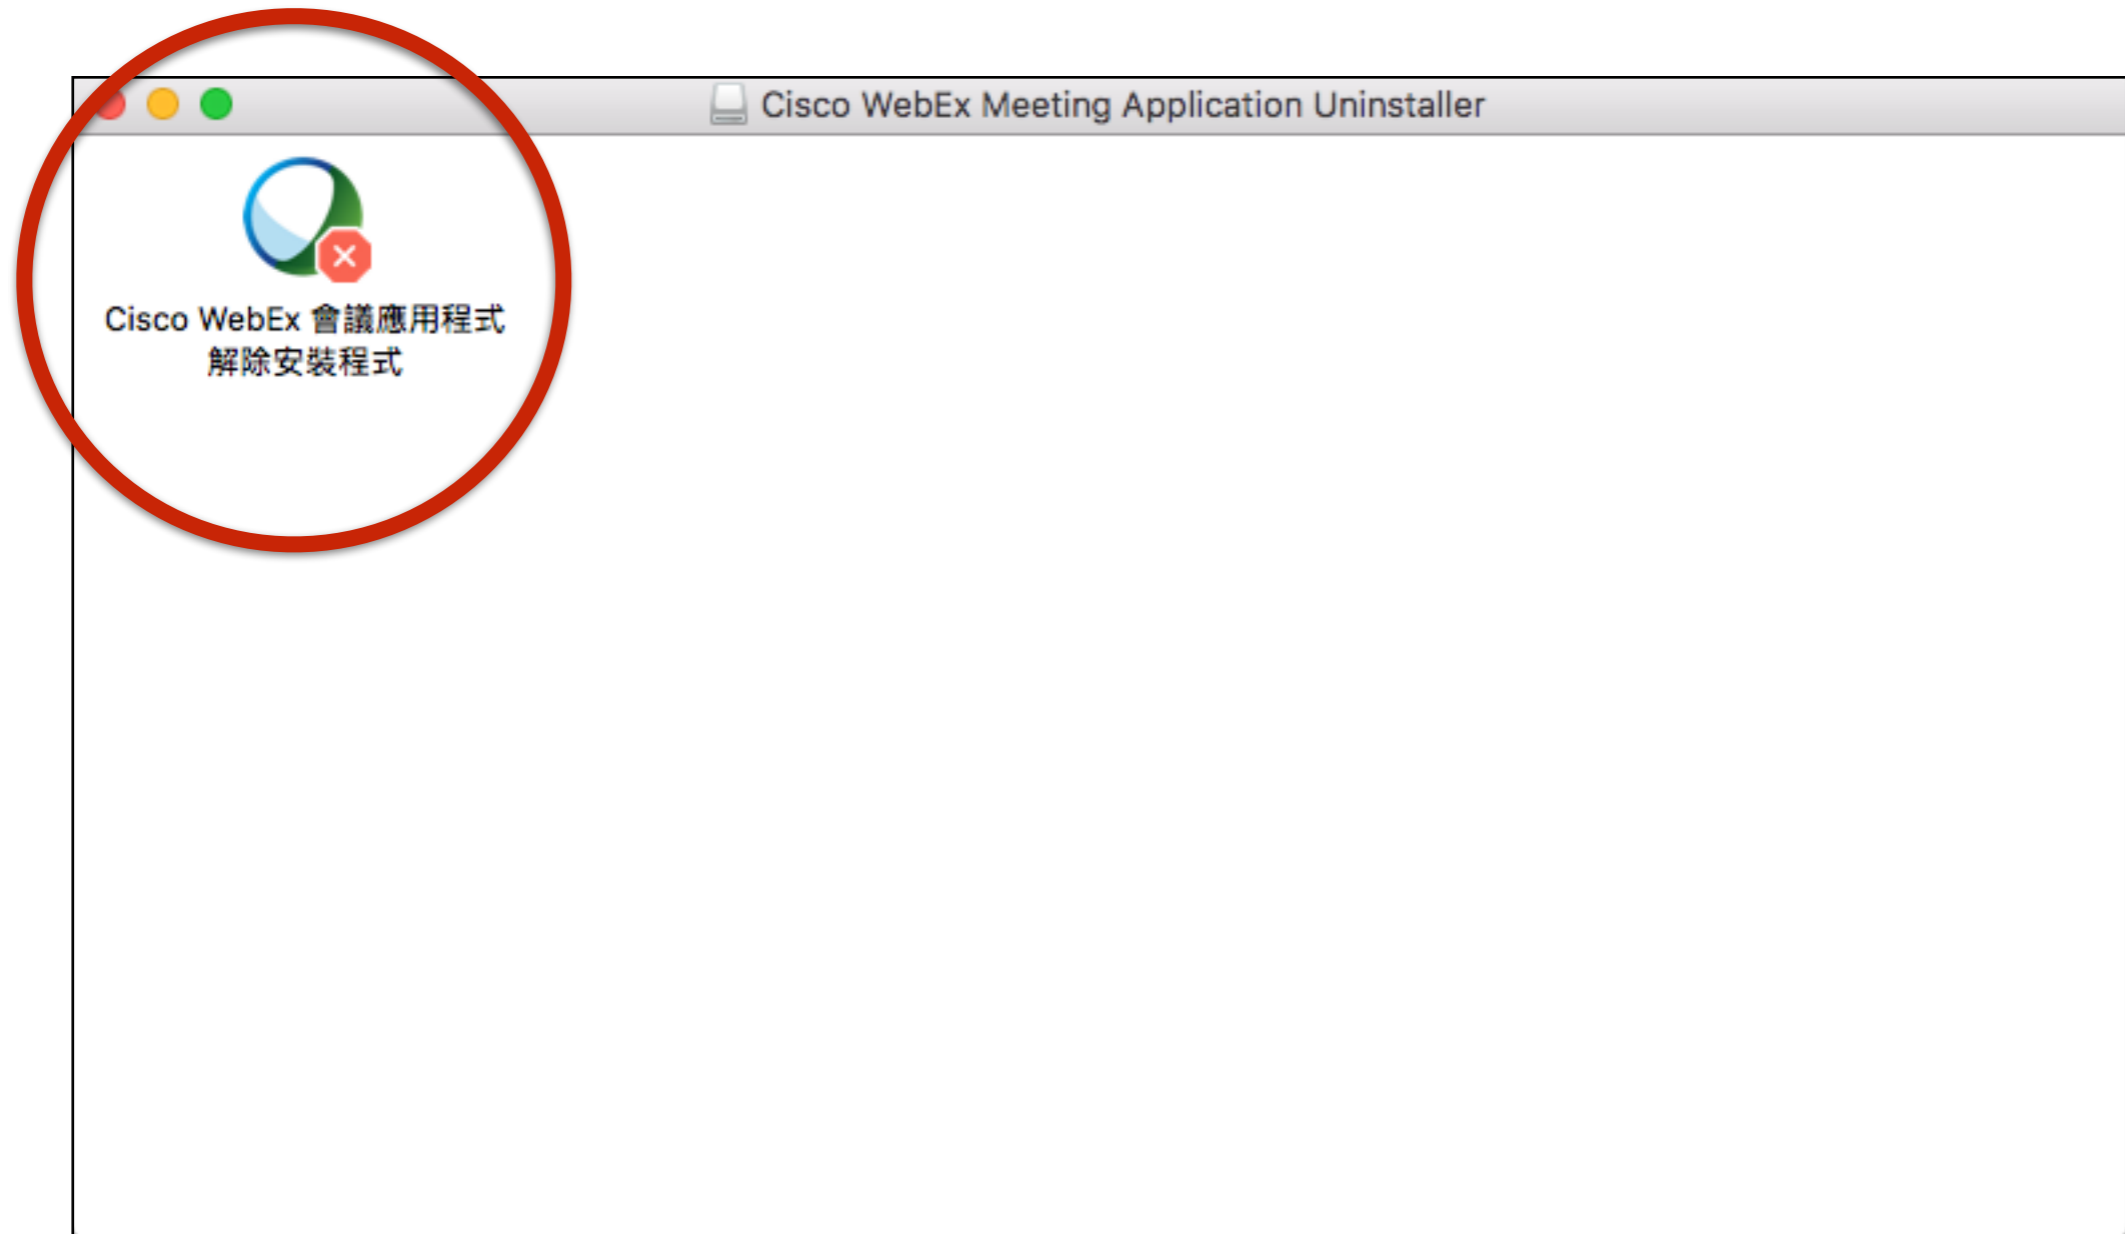 Cisco WebEx Meeting Application Uninstaller
Cisco WebEx 會議應用程式
解除安裝程式